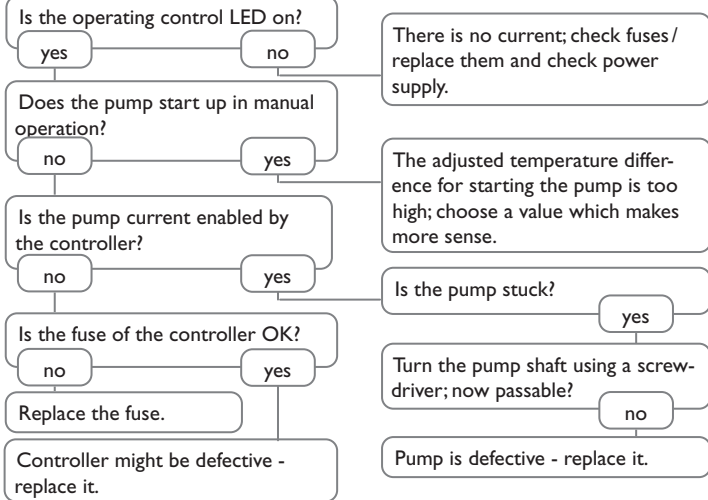 Is the operating control LED on?
yes
no
There is no current; check fuses /
replace them and check power
supply.
Does the pump start up in manual
operation?
no
yes
The adjusted temperature differ-
ence for starting the pump is too
high; choose a value which makes
more sense.
Is the pump current enabled by
the controller?
no
yes
Is the pump stuck?
yes
Is the fuse of the controller OK?
no
yes
Turn the pump shaft using a screw-
driver; now passable?
no
Replace the fuse.
Controller might be defective -
replace it.
Pump is defective - replace it.